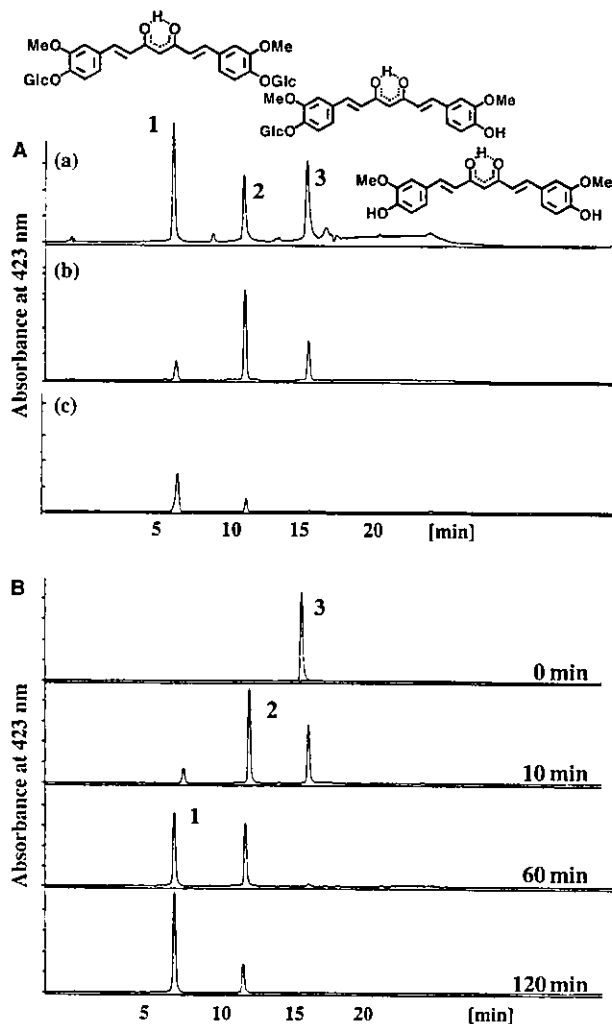 H
O O
MeO OMe
GlcO OGlc
H
O O
MeO OMe
GlcO OH
H
O O
MeO OMe
HO OH
A
(a)
1 2 3
(b)
(c)
Absorbance at 423 nm
5 10 15 20 [min]
B
3
0 min
2
10 min
1
60 min
120 min
Absorbance at 423 nm
5 10 15 20 [min]